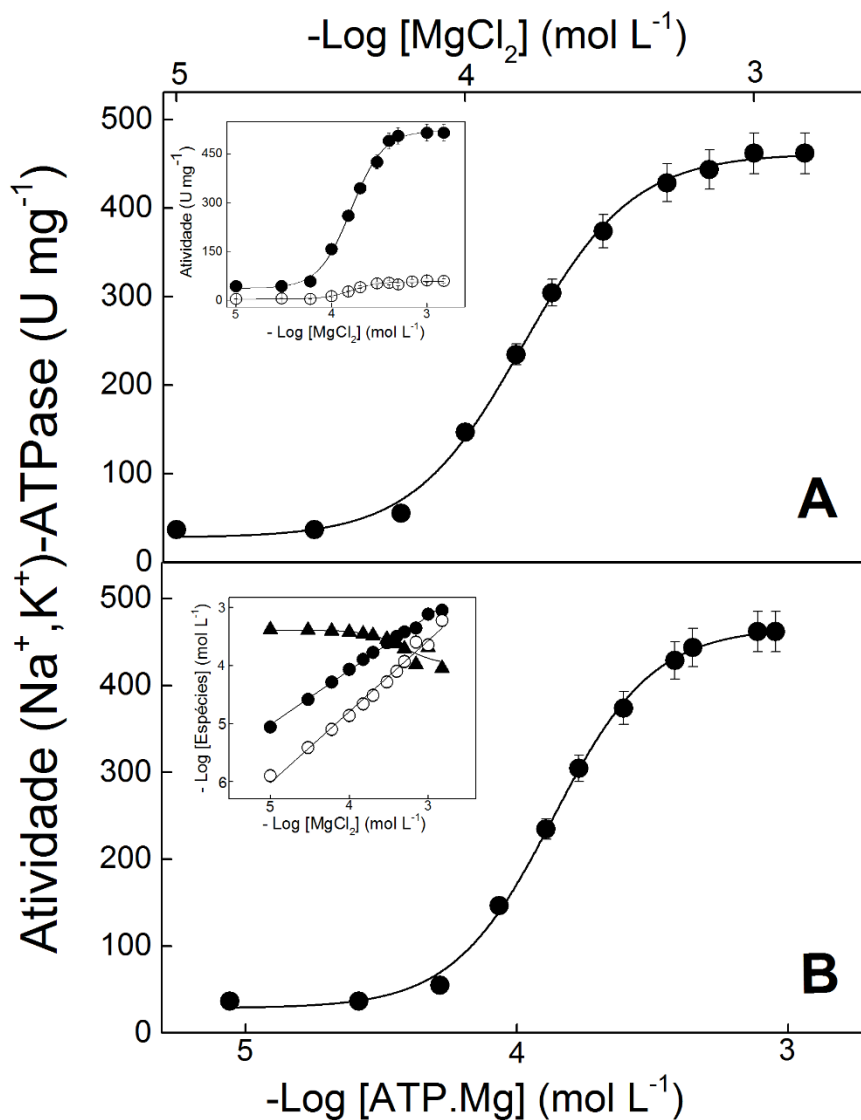 -Log [MgCl₂] (mol L⁻¹)
5 4 3
Atividade (Na⁺,K⁺)-ATPase (U mg⁻¹)
500
400
300
200
100
0
A
Atividade (U mg⁻¹)
450
300
150
0
5 4 3
- Log [MgCl₂] (mol L⁻¹)
500
400
300
200
100
0
B
- Log [Espécies] (mol L⁻¹)
3
4
5
6
5 4 3
- Log [MgCl₂] (mol L⁻¹)
5 4 3
-Log [ATP.Mg] (mol L⁻¹)